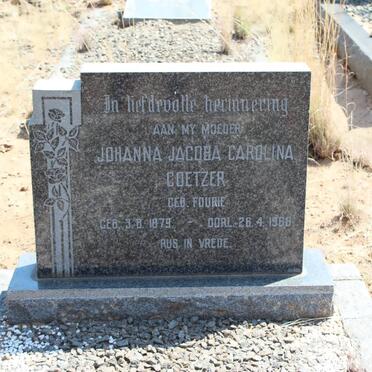 In liefdevolle herinnering
AAN MY MOEDER
JOHANNA JACOBA CAROLINA
COETZER
GEB. FOURIE
GEB. 3.8.1879. - OORL. 26.4.1966
RUS IN VREDE.